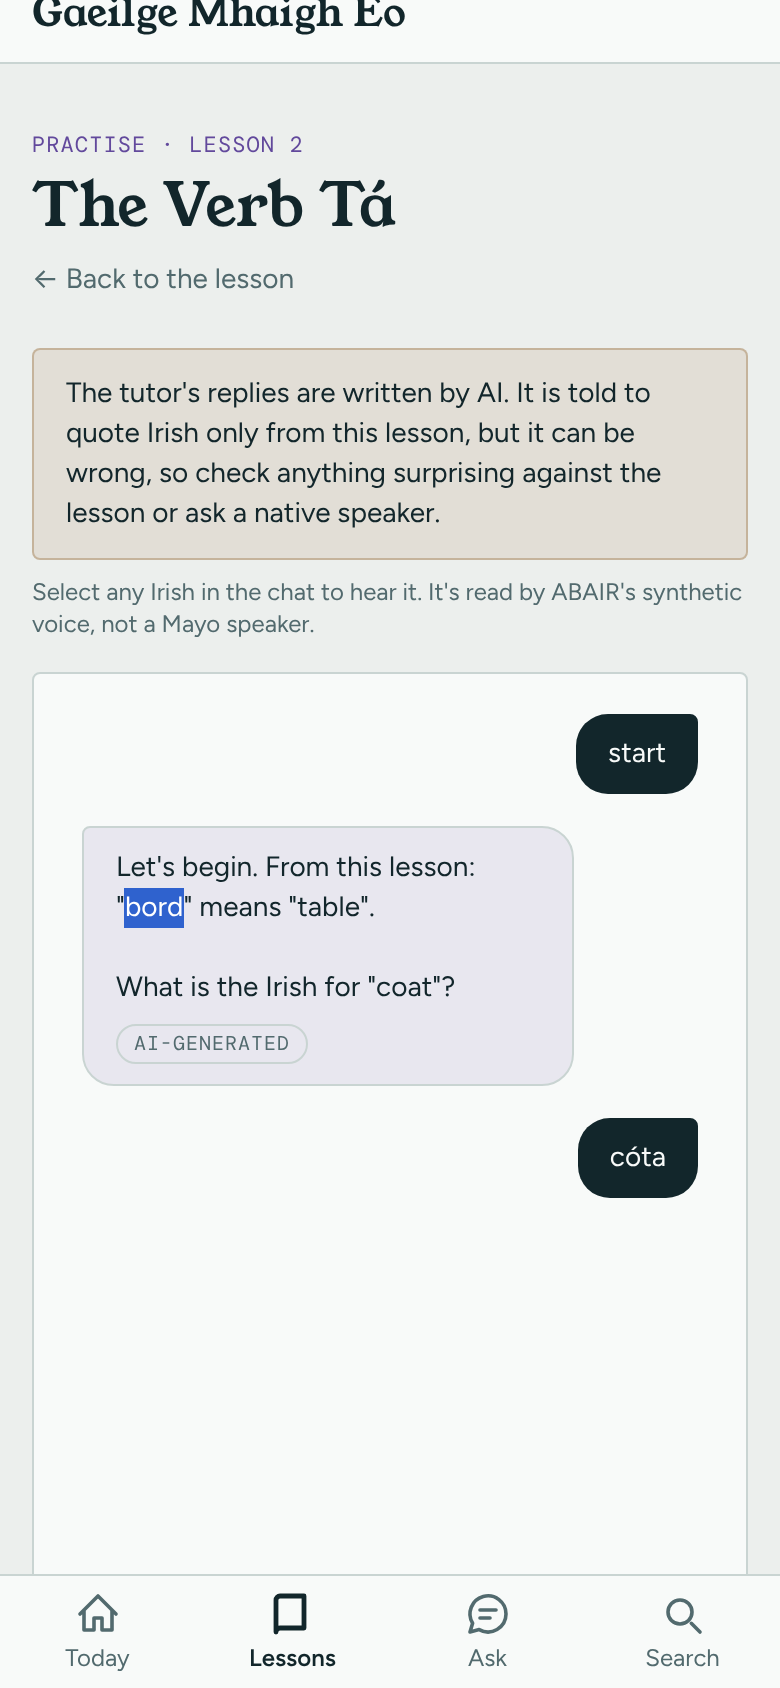 Gaeilge Mhaigh Eo
PRACTISE · LESSON 2
The Verb Tá
← Back to the lesson
The tutor's replies are written by AI. It is told to
quote Irish only from this lesson, but it can be
wrong, so check anything surprising against the
lesson or ask a native speaker.
Select any Irish in the chat to hear it. It's read by ABAIR's synthetic
voice, not a Mayo speaker.
start
Let's begin. From this lesson:
"bord" means "table".
What is the Irish for "coat"?
AI-GENERATED
cóta
Today
Lessons
Ask
Search